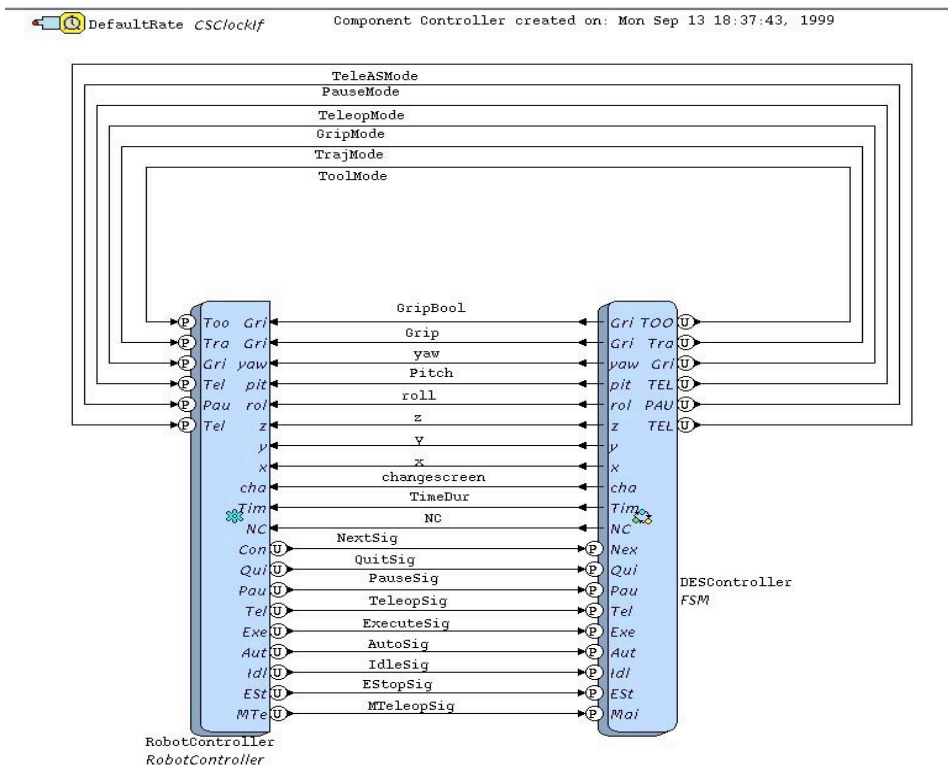 DefaultRate CSClockIf Component Controller created on: Mon Sep 13 18:37:43, 1999
TeleASMode
PauseMode
TeleopMode
GripMode
TrajMode
ToolMode
GripBool
P Too Gri Gri TOO U
Grip
P Tra Gri Gri Tra U
yaw
P Gri yaw yaw Gri U
Pitch
P Tel pit pit TEL U
roll
P Pau rol rol PAU U
z
P Tel z z TEL U
y
y y
x
x x
changescreen
cha cha
TimeDur
Tim Tim
NC
NC NC
NextSig
Con U P Nex
QuitSig
Qui U P Qui
PauseSig
Pau U P Pau
DESController
TeleopSig
Tel U P Tel
FSM
ExecuteSig
Exe U P Exe
AutoSig
Aut U P Aut
IdleSig
Idl U P Idl
EStopSig
ESt U P ESt
MTeleopSig
MTe U P Mai
RobotController
RobotController